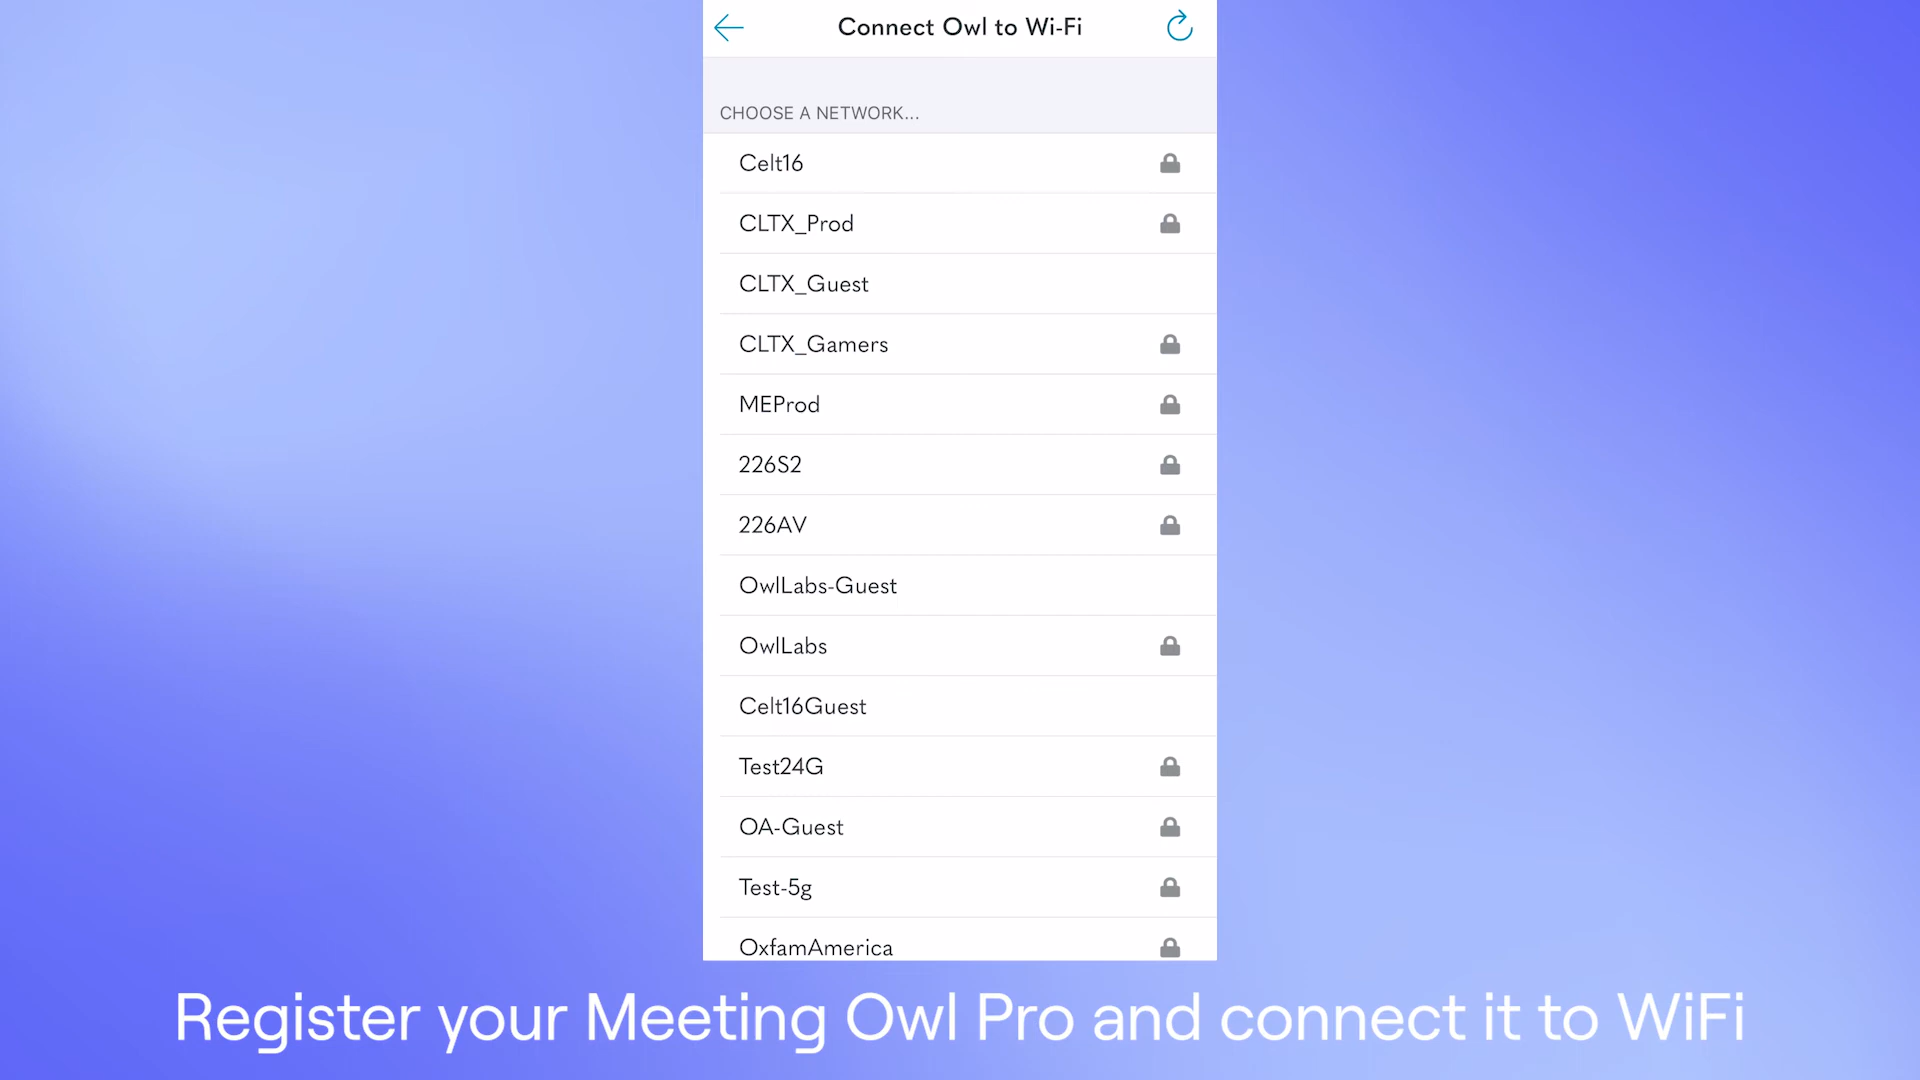 Connect Owl to Wi-Fi
CHOOSE A NETWORK...
Celt16
CLTX_Prod
CLTX_Guest
CLTX_Gamers
MEProd
226S2
226AV
OwlLabs-Guest
OwlLabs
Celt16Guest
Test24G
OA-Guest
Test-5g
OxfamAmerica
Register your Meeting Owl Pro and connect it to WiFi